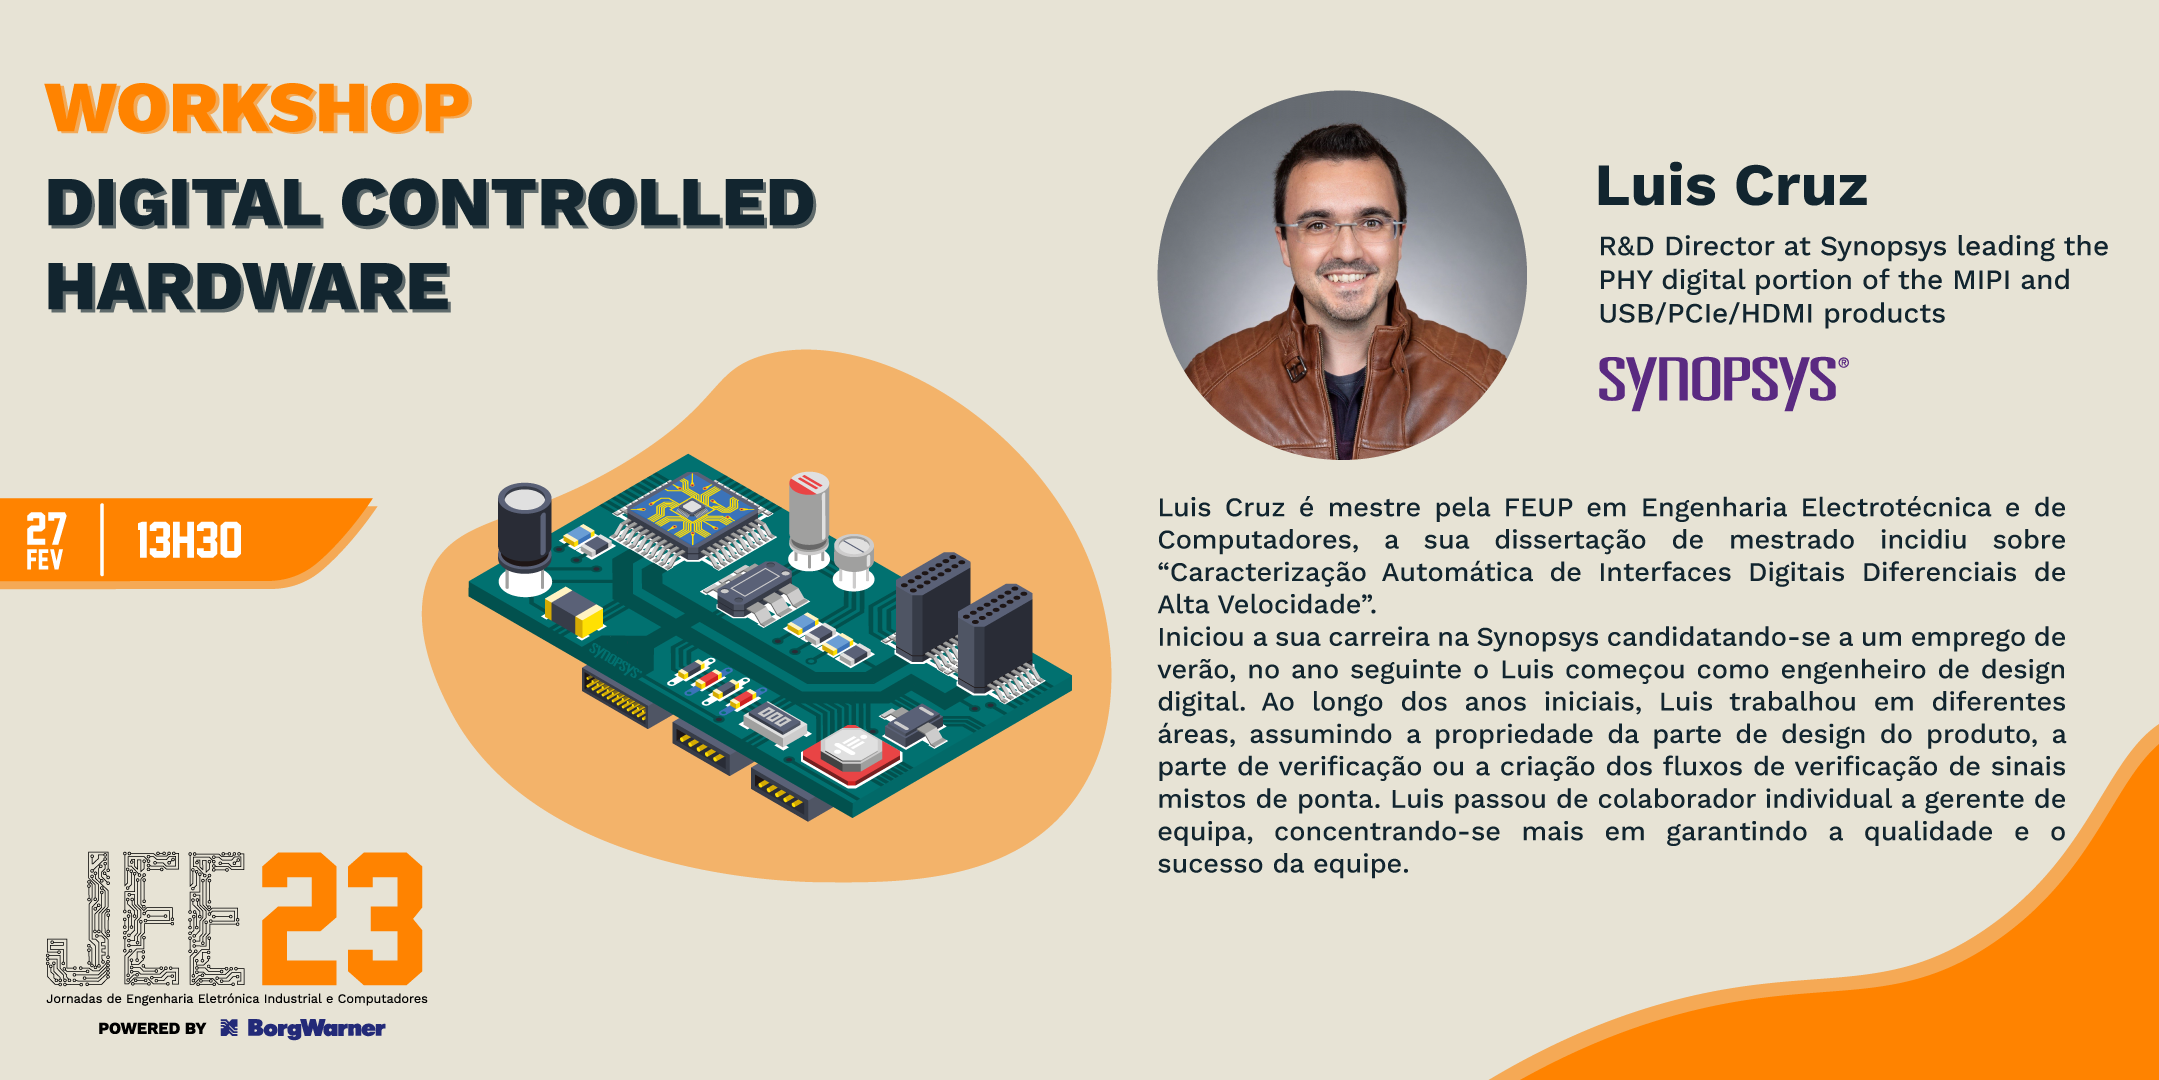 WORKSHOP
DIGITAL CONTROLLED
HARDWARE
27
FEV
13H30
SYNOPSYS
JEE23
Jornadas de Engenharia Eletrónica Industrial e Computadores
POWERED BY BorgWarner
Luis Cruz
R&D Director at Synopsys leading the
PHY digital portion of the MIPI and
USB/PCIe/HDMI products
SYNOPSYS®
Luis Cruz é mestre pela FEUP em Engenharia Electrotécnica e de
Computadores, a sua dissertação de mestrado incidiu sobre
“Caracterização Automática de Interfaces Digitais Diferenciais de
Alta Velocidade”.
Iniciou a sua carreira na Synopsys candidatando-se a um emprego de
verão, no ano seguinte o Luis começou como engenheiro de design
digital. Ao longo dos anos iniciais, Luis trabalhou em diferentes
áreas, assumindo a propriedade da parte de design do produto, a
parte de verificação ou a criação dos fluxos de verificação de sinais
mistos de ponta. Luis passou de colaborador individual a gerente de
equipa, concentrando-se mais em garantindo a qualidade e o
sucesso da equipe.